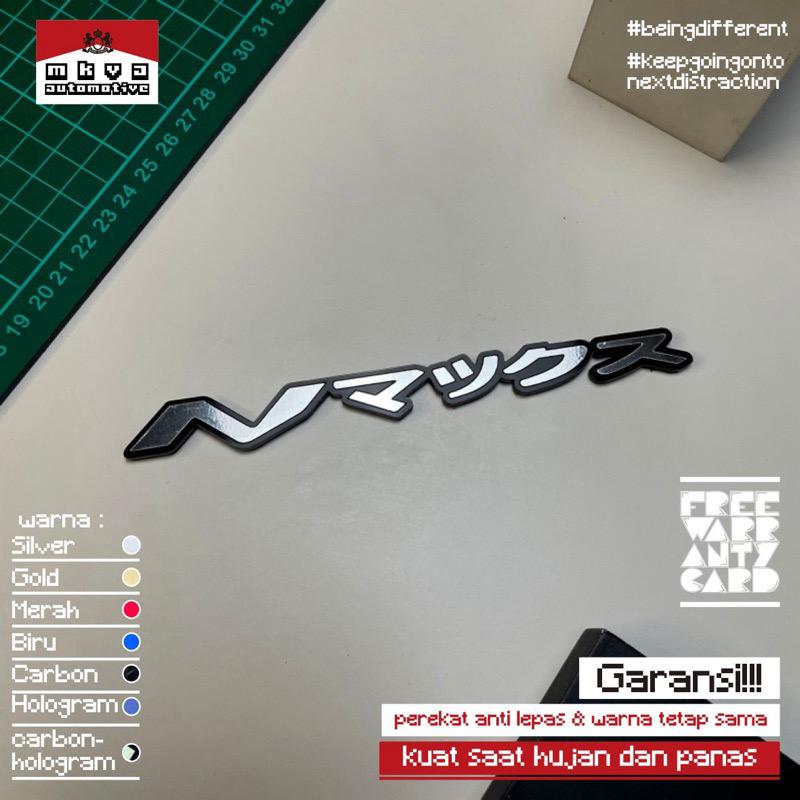 mkva
automotive
#beingdifferent
#keepgoingonto
nextdistraction
19 20 21 22 23 24 25 26 27 28 29 30 31 32
Nマックス
warna :
Silver
Gold
Merah
Biru
Carbon
Hologram
carbon-
hologram
FREE
WARR
ANTY
CARD
Garansi!!!
perekat anti lepas & warna tetap sama
kuat saat hujan dan panas